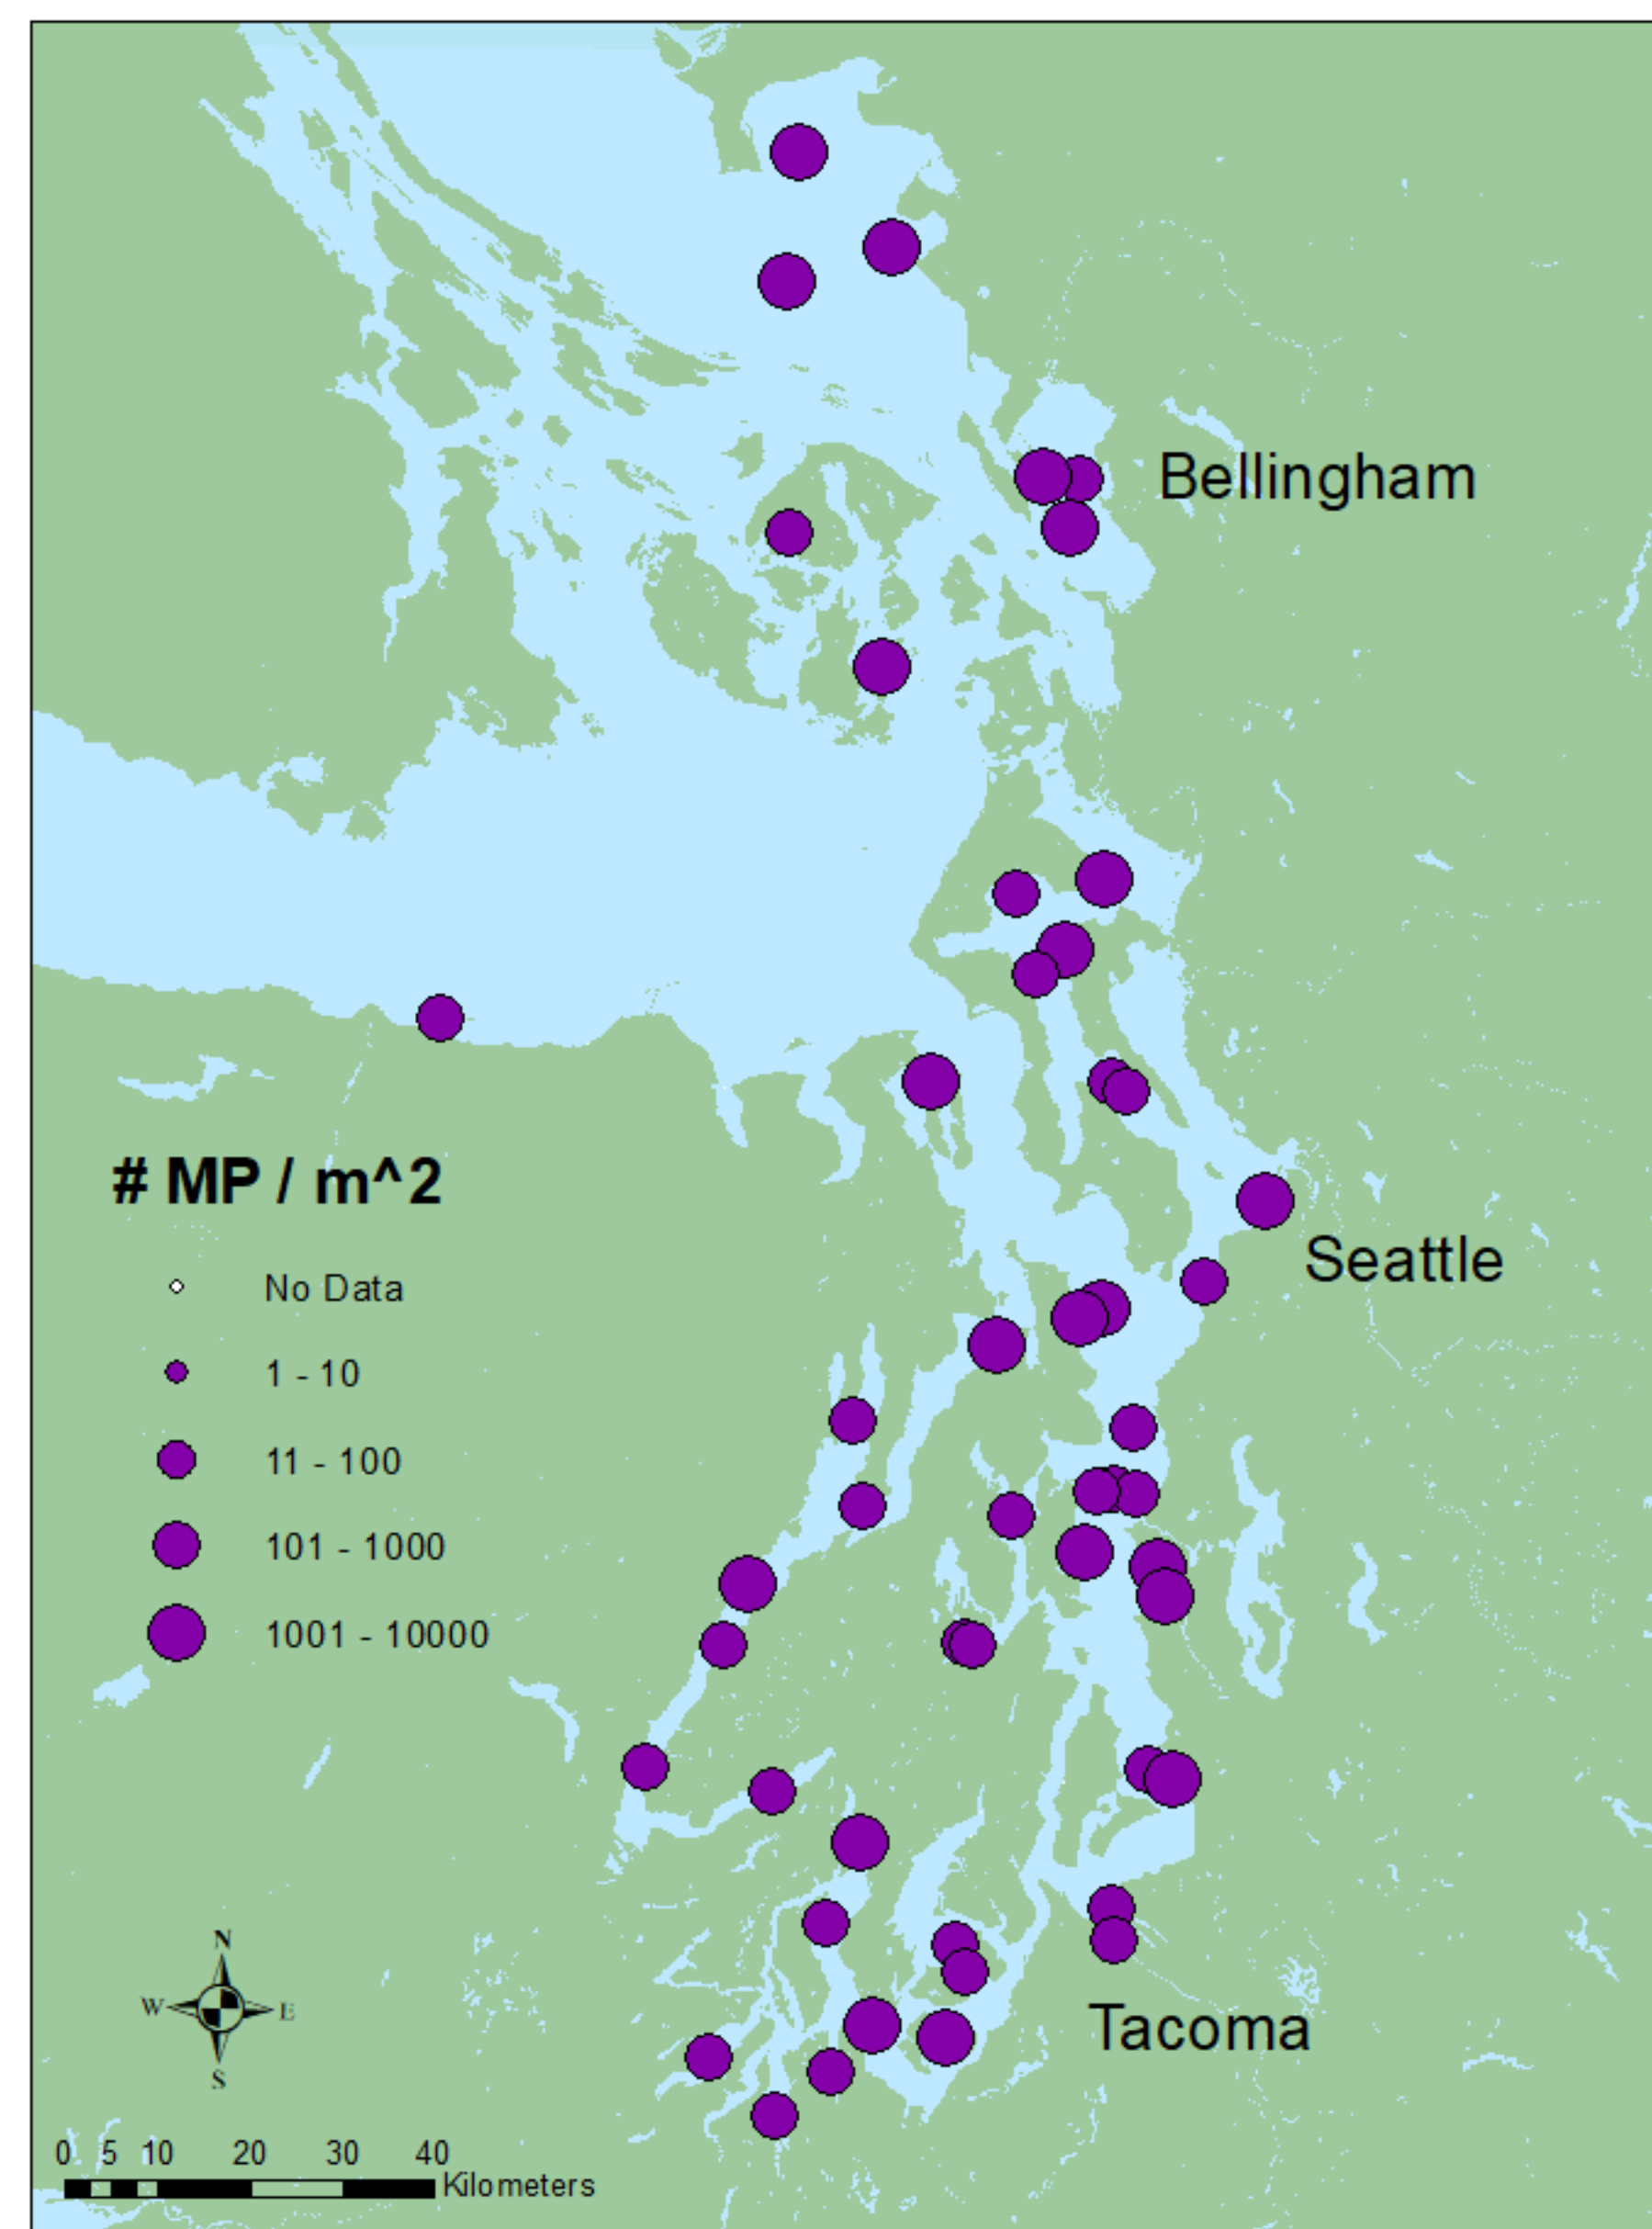 Bellingham
# MP / m^2
Seattle
No Data
1 - 10
11 - 100
101 - 1000
1001 - 10000
N
W E
S
Tacoma
0 5 10 20 30 40
Kilometers